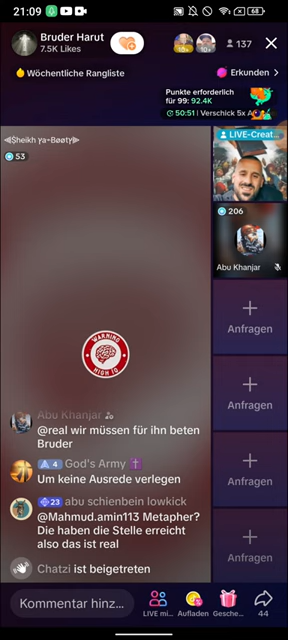 21:09
68
Bruder Harut
7.5K Likes
10+
10+
137
Wöchentliche Rangliste
Erkunden
Punkte erforderlich
für 99: 92.4K
50:51 | Verschick 5x A
LIVE-Creat...
53
206
Abu Khanjar
WARNING
HIGH IQ
Anfragen
Anfragen
Anfragen
Anfragen
Abu Khanjar
@real wir müssen für ihn beten
Bruder
4 God's Army
Um keine Ausrede verlegen
23 abu schienbein lowkick
@Mahmud.amin113 Metapher?
Die haben die Stelle erreicht
also das ist real
Chatzi ist beigetreten
Kommentar hinz...
LIVE mi...
Aufladen
Gesche...
44